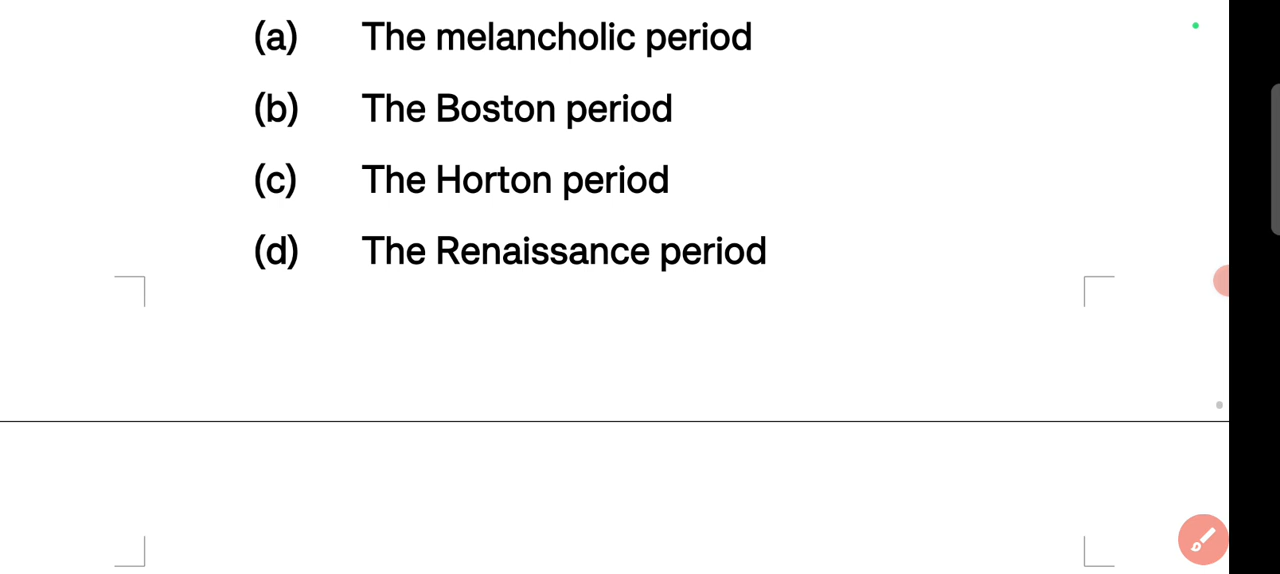 (a) The melancholic period
(b) The Boston period
(c) The Horton period
(d) The Renaissance period